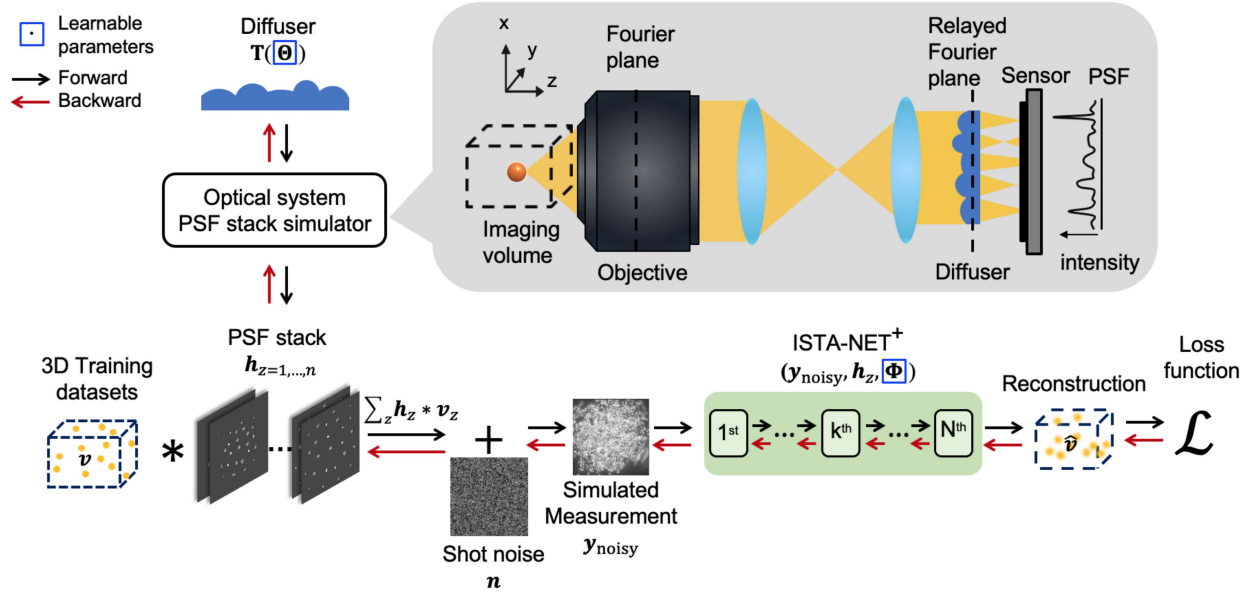 Learnable
parameters
Forward
Backward
Diffuser
T(Θ)
Optical system
PSF stack simulator
x
y
z
Fourier
plane
Relayed
Fourier
plane
Sensor
PSF
Imaging
volume
Objective
Diffuser
intensity
3D Training
datasets
v
*
PSF stack
h_{z=1,...,n}
...
∑_z h_z * v_z
+
Shot noise
n
Simulated
Measurement
y_noisy
ISTA-NET⁺
(y_noisy, h_z, Φ)
1ˢᵗ ... kᵗʰ ... Nᵗʰ
Reconstruction
v̂
Loss
function
ℒ